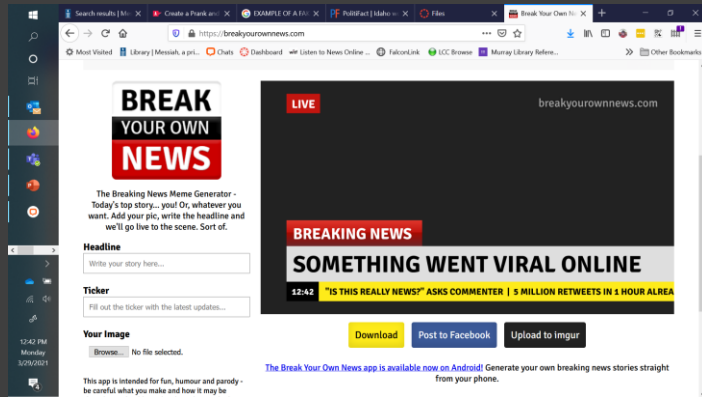 Search results | Me
Create a Prank and
EXAMPLE OF A FA
PolitiFact | Idaho w
Files
Break Your Own N
https://breakyourownnews.com
Most Visited
Library | Messiah, a pri...
Chats
Dashboard
Listen to News Online ...
FalconLink
LCC Browse
Murray Library Refere...
Other Bookmarks
BREAK
YOUR OWN
NEWS
The Breaking News Meme Generator -
Today's top story... you! Or, whatever you
want. Add your pic, write the headline and
we'll go live to the scene. Sort of.
Headline
Write your story here...
Ticker
Fill out the ticker with the latest updates...
Your Image
Browse... No file selected.
This app is intended for fun, humour and parody -
be careful what you make and how it may be
LIVE
breakyourownnews.com
BREAKING NEWS
SOMETHING WENT VIRAL ONLINE
12:42 "IS THIS REALLY NEWS?" ASKS COMMENTER | 5 MILLION RETWEETS IN 1 HOUR ALREA
Download
Post to Facebook
Upload to imgur
The Break Your Own News app is available now on Android! Generate your own breaking news stories straight
from your phone.
12:42 PM
Monday
3/29/2021